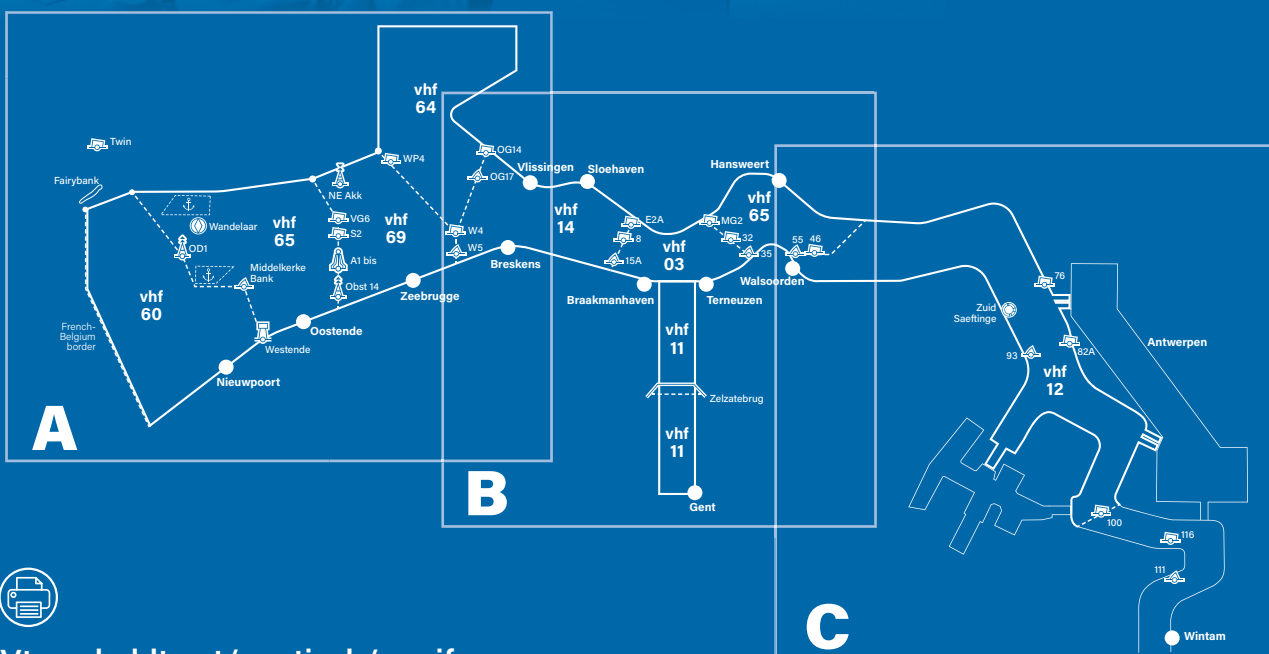 vhf
64
Twin
WP4
OG14
OG17
Vlissingen
Sloehaven
Hansweert
Fairybank
NE Akk
vhf
65
Wandelaar
vhf
65
VG6
S2
vhf
69
W4
W5
vhf
14
E2A
8
15A
MG2
32
35
55
46
OD1
A1 bis
Breskens
vhf
03
Walsoorden
Middelkerke
Bank
Obst 14
Zeebrugge
Braakmanhaven
Terneuzen
76
vhf
60
Zuid
Saeftinge
French-
Belgium
border
Oostende
Westende
vhf
11
93
82A
Antwerpen
Nieuwpoort
vhf
12
Zelzatebrug
A
vhf
11
B
Gent
100
116
111
C
Wintam